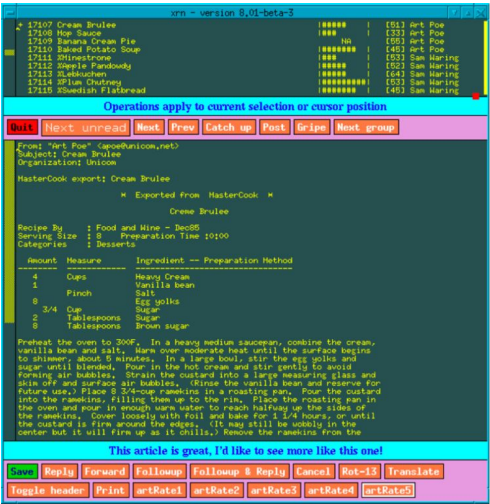 xrn - version 8.01-beta-3
+ 17107 Cream Brulee |##### | [51] Art Poe
17108 Hop Sauce |### | [33] Art Poe
17109 Banana Cream Pie NA [55] Art Poe
17110 Baked Potato Soup |######## | [45] Art Poe
17111 %Minestrone |### | [53] Sam Waring
17112 %Apple Pandowdy |##### | [52] Sam Waring
17113 %Lebkuchen |##### | [64] Sam Waring
17114 %Plum Chutney |#########| [53] Sam Waring
17115 %Swedish Flatbread |####### | [45] Sam Waring
Operations apply to current selection or cursor position
Quit Next unread Next Prev Catch up Post Gripe Next group
From: "Art Poe" <apoe@unicom.net>
Subject: Cream Brulee
Organization: Unicom
MasterCook export: Cream Brulee
* Exported from MasterCook *
Creme Brulee
Recipe By : Food and Wine - Dec85
Serving Size : 8 Preparation Time :0:00
Categories : Desserts
Amount Measure Ingredient -- Preparation Method
4 Cups Heavy Cream
1 Vanilla bean
Pinch Salt
8 Egg yolks
3/4 Cup Sugar
2 Tablespoons Sugar
8 Tablespoons Brown sugar
Preheat the oven to 300F. In a heavy medium saucepan, combine the cream,
vanilla bean and salt. Warm over moderate heat until the surface begins
to shimmer, about 5 minutes. In a large bowl, stir the egg yolks and
sugar until blended. Pour in the hot cream and stir gently to avoid
forming air bubbles. Strain the custard into a large measuring glass and
skim off and surface air bubbles. (Rinse the vanilla bean and reserve for
future use.) Place 8 3/4-cup ramekins in a roasting pan. Pour the custard
into the ramekins, filling them up to the rim. Place the roasting pan in
the oven and pour in enough warm water to reach halfway up the sides of
the ramekins. Cover loosely with foil and bake for 1 1/4 hours, or until
the custard is firm around the edges. (It may still be wobbly in the
center but it will firm up as it chills.) Remove the ramekins from the
This article is great, I'd like to see more like this one!
Save Reply Forward Followup Followup & Reply Cancel Rot-13 Translate
Toggle header Print artRate1 artRate2 artRate3 artRate4 artRate5